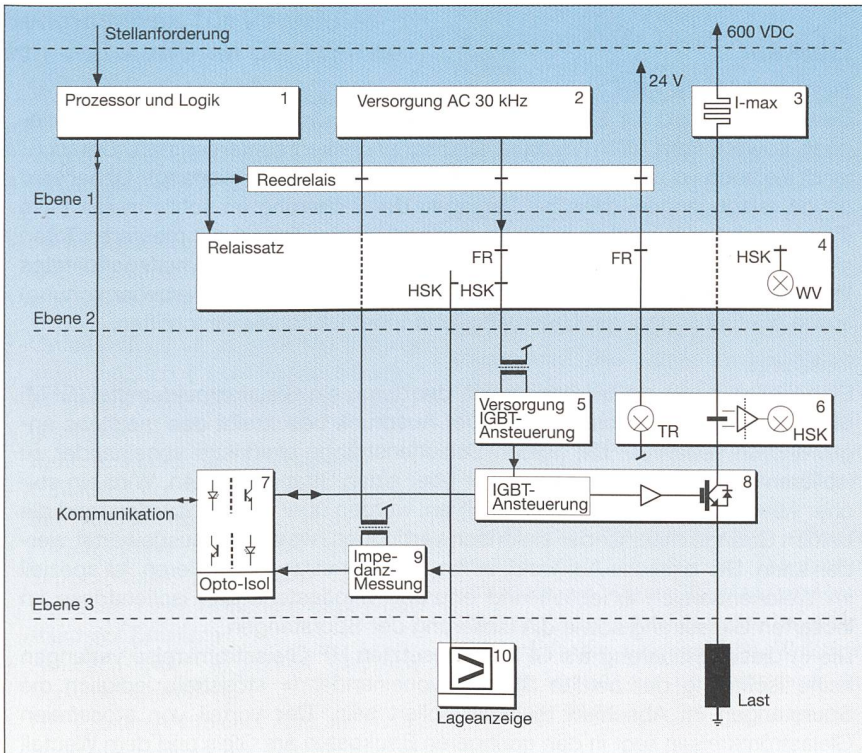 Stellanforderung
600 VDC
24 V
Prozessor und Logik 1
Versorgung AC 30 kHz 2
I-max 3
Reedrelais
Ebene 1
Relaissatz 4
FR
FR
HSK
HSK
HSK
WV
Ebene 2
Versorgung 5
IGBT-
Ansteuerung
6
TR
HSK
7
IGBT-
Ansteuerung
8
Kommunikation
Opto-Isol
Impe- 9
danz-
Messung
Ebene 3
10
>
Lageanzeige
Last